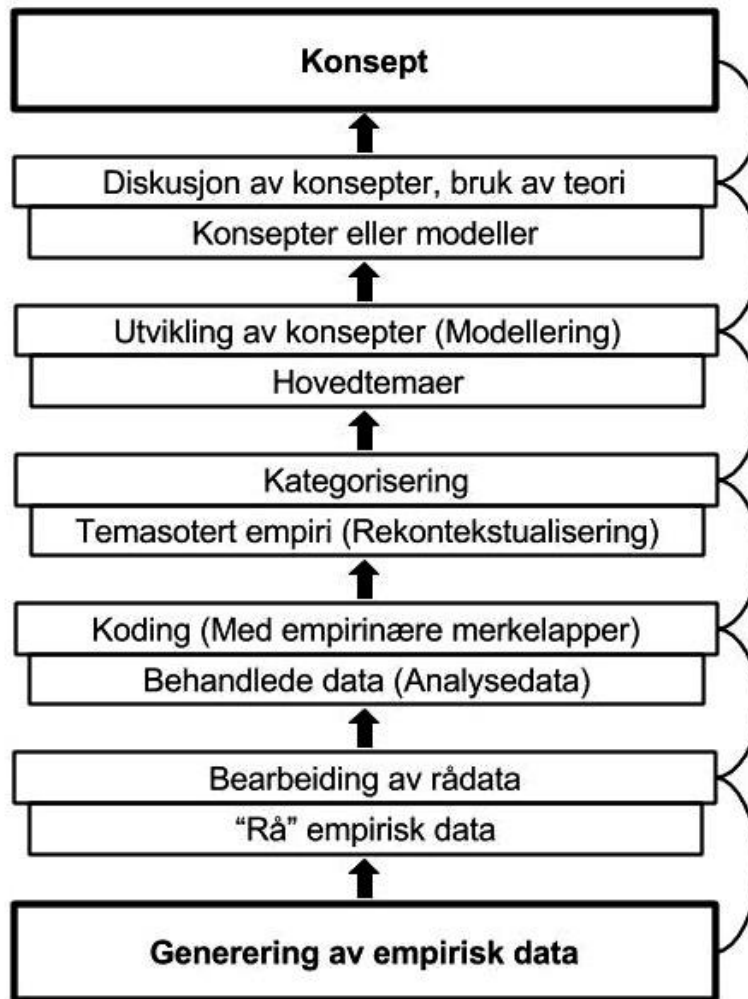 Konsept
Diskusjon av konsepter, bruk av teori
Konsepter eller modeller
Utvikling av konsepter (Modellering)
Hovedtemaer
Kategorisering
Temasotert empiri (Rekontekstualisering)
Koding (Med empirinære merkelapper)
Behandlede data (Analysedata)
Bearbeiding av rådata
“Rå” empirisk data
Generering av empirisk data